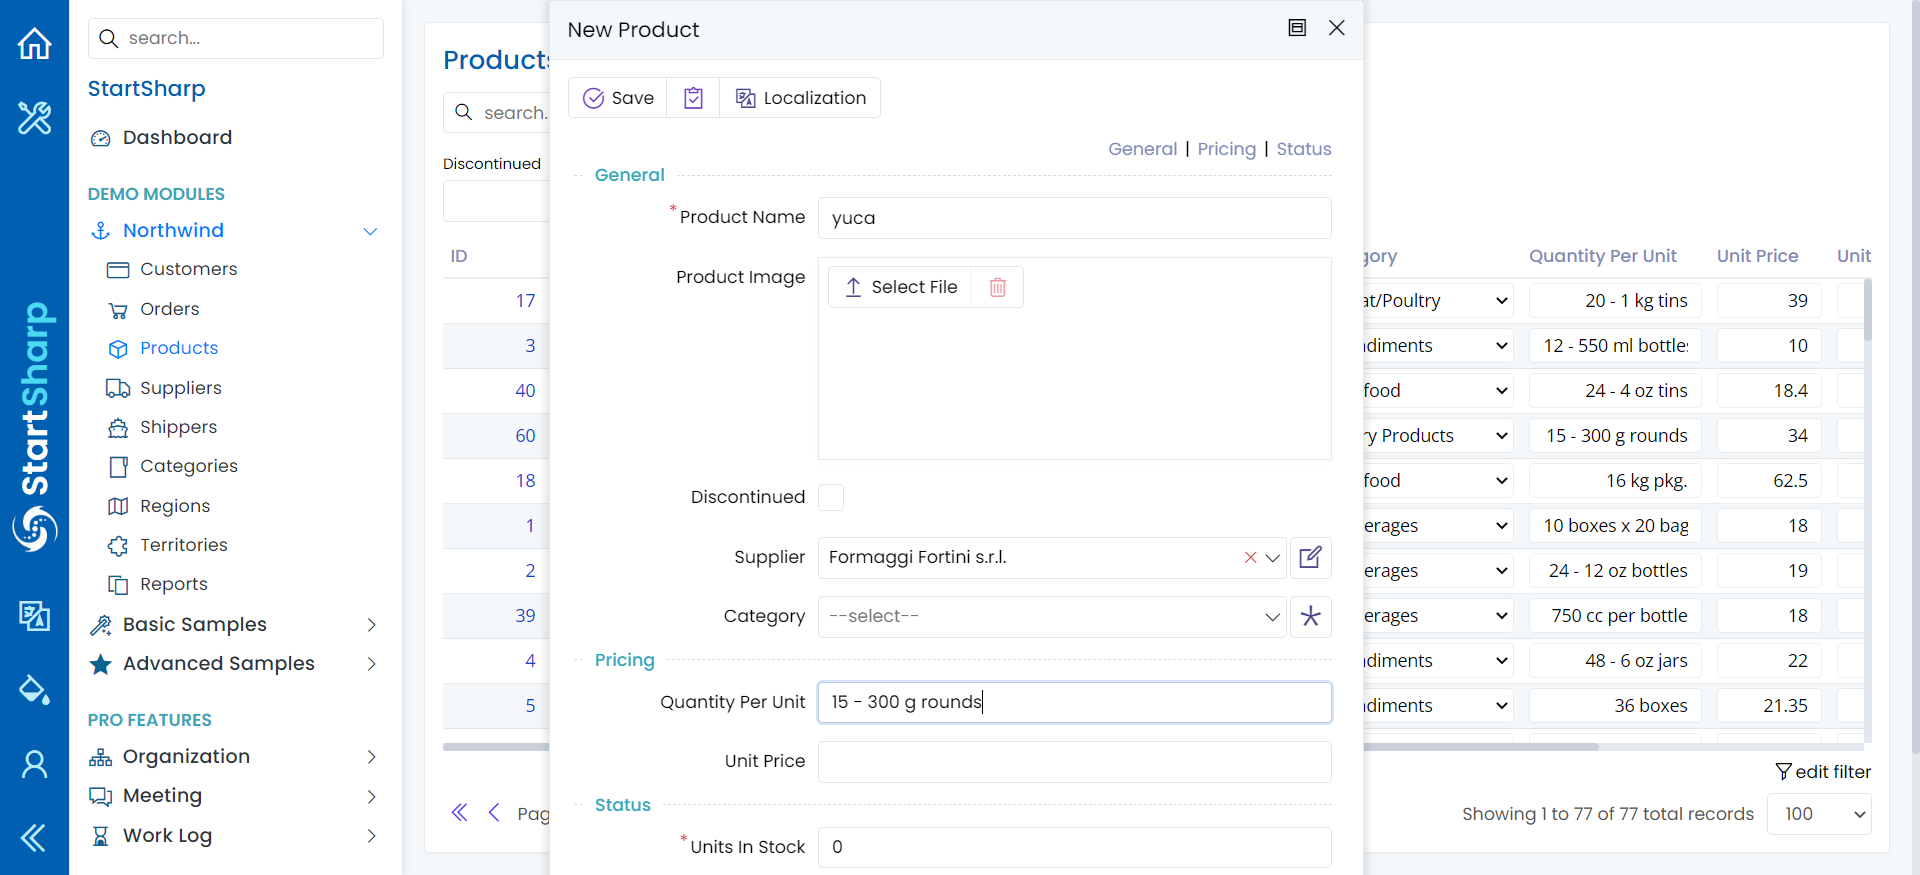 search...
StartSharp
Dashboard
DEMO MODULES
Northwind
Customers
Orders
Products
Suppliers
Shippers
Categories
Regions
Territories
Reports
Basic Samples
Advanced Samples
PRO FEATURES
Organization
Meeting
Work Log
StartSharp
Products
search.
Discontinued
ID
17
3
40
60
18
1
2
39
4
5
Pag
New Product
Save
Localization
General | Pricing | Status
General
*Product Name
yuca
Product Image
Select File
Discontinued
Supplier
Formaggi Fortini s.r.l.
Category
--select--
Pricing
Quantity Per Unit
15 - 300 g rounds
Unit Price
Status
*Units In Stock
0
gory Quantity Per Unit Unit Price Unit
at/Poultry 20 - 1 kg tins 39
diments 12 - 550 ml bottles 10
food 24 - 4 oz tins 18.4
ry Products 15 - 300 g rounds 34
food 16 kg pkg. 62.5
erages 10 boxes x 20 bag 18
erages 24 - 12 oz bottles 19
erages 750 cc per bottle 18
diments 48 - 6 oz jars 22
diments 36 boxes 21.35
edit filter
Showing 1 to 77 of 77 total records
100